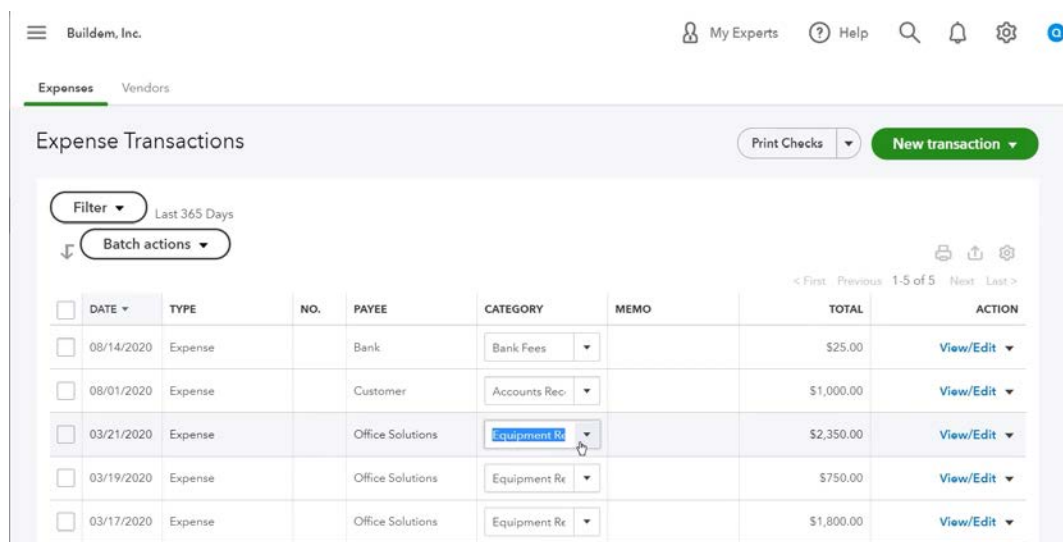 Buildem, Inc. My Experts Help
Expenses Vendors
Expense Transactions Print Checks New transaction
Filter Last 365 Days
Batch actions
< First Previous 1-5 of 5 Next Last >
DATE TYPE NO. PAYEE CATEGORY MEMO TOTAL ACTION
08/14/2020 Expense Bank Bank Fees $25.00 View/Edit
08/01/2020 Expense Customer Accounts Rec $1,000.00 View/Edit
03/21/2020 Expense Office Solutions Equipment Re $2,350.00 View/Edit
03/19/2020 Expense Office Solutions Equipment Re $750.00 View/Edit
03/17/2020 Expense Office Solutions Equipment Re $1,800.00 View/Edit